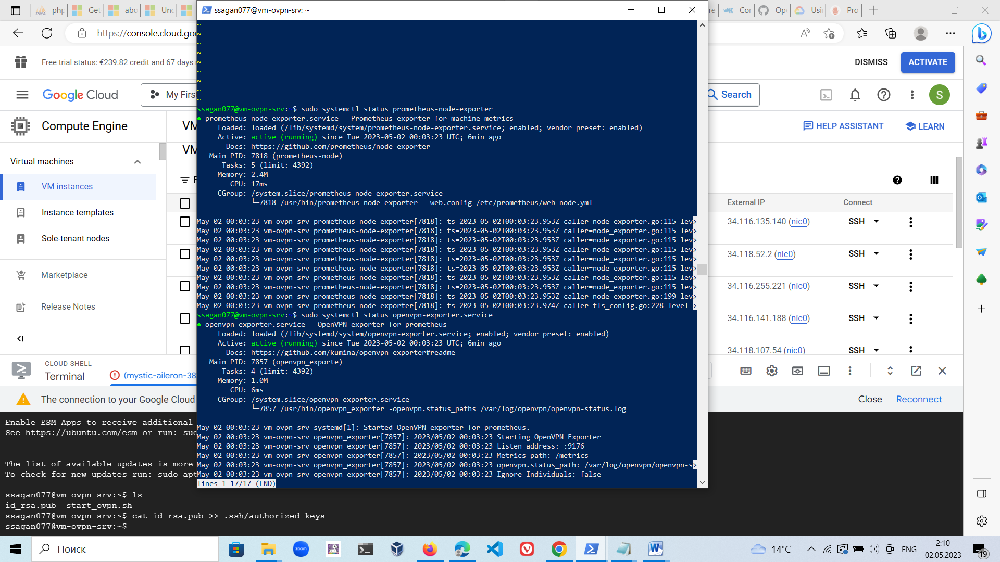 php
Get
abo
Unc
ssagan077@vm-ovpn-srv: ~
re
Cor
Ope
Usin
Pro
https://console.cloud.goo
Free trial status: €239.82 credit and 67 days
DISMISS
ACTIVATE
Google Cloud
My First
Search
S
Compute Engine
VM
HELP ASSISTANT
LEARN
Virtual machines
VM
VM instances
Instance templates
Sole-tenant nodes
Marketplace
Release Notes
~
~
~
~
~
~
~
~
~
ssagan077@vm-ovpn-srv:~$ sudo systemctl status prometheus-node-exporter
● prometheus-node-exporter.service - Prometheus exporter for machine metrics
Loaded: loaded (/lib/systemd/system/prometheus-node-exporter.service; enabled; vendor preset: enabled)
Active: active (running) since Tue 2023-05-02 00:03:23 UTC; 6min ago
Docs: https://github.com/prometheus/node_exporter
Main PID: 7818 (prometheus-node)
Tasks: 5 (limit: 4392)
Memory: 2.4M
CPU: 17ms
CGroup: /system.slice/prometheus-node-exporter.service
└─7818 /usr/bin/prometheus-node-exporter --web.config=/etc/prometheus/web-node.yml
May 02 00:03:23 vm-ovpn-srv prometheus-node-exporter[7818]: ts=2023-05-02T00:03:23.953Z caller=node_exporter.go:115 lev>
May 02 00:03:23 vm-ovpn-srv prometheus-node-exporter[7818]: ts=2023-05-02T00:03:23.953Z caller=node_exporter.go:115 lev>
May 02 00:03:23 vm-ovpn-srv prometheus-node-exporter[7818]: ts=2023-05-02T00:03:23.953Z caller=node_exporter.go:115 lev>
May 02 00:03:23 vm-ovpn-srv prometheus-node-exporter[7818]: ts=2023-05-02T00:03:23.953Z caller=node_exporter.go:115 lev>
May 02 00:03:23 vm-ovpn-srv prometheus-node-exporter[7818]: ts=2023-05-02T00:03:23.953Z caller=node_exporter.go:115 lev>
May 02 00:03:23 vm-ovpn-srv prometheus-node-exporter[7818]: ts=2023-05-02T00:03:23.953Z caller=node_exporter.go:115 lev>
May 02 00:03:23 vm-ovpn-srv prometheus-node-exporter[7818]: ts=2023-05-02T00:03:23.953Z caller=node_exporter.go:115 lev>
May 02 00:03:23 vm-ovpn-srv prometheus-node-exporter[7818]: ts=2023-05-02T00:03:23.953Z caller=node_exporter.go:115 lev>
May 02 00:03:23 vm-ovpn-srv prometheus-node-exporter[7818]: ts=2023-05-02T00:03:23.953Z caller=node_exporter.go:199 lev>
May 02 00:03:23 vm-ovpn-srv prometheus-node-exporter[7818]: ts=2023-05-02T00:03:23.974Z caller=tls_config.go:228 level=>
ssagan077@vm-ovpn-srv:~$ sudo systemctl status openvpn-exporter.service
● openvpn-exporter.service - OpenVPN exporter for prometheus
Loaded: loaded (/lib/systemd/system/openvpn-exporter.service; enabled; vendor preset: enabled)
Active: active (running) since Tue 2023-05-02 00:03:23 UTC; 6min ago
Docs: https://github.com/kumina/openvpn_exporter#readme
Main PID: 7857 (openvpn_exporte)
Tasks: 4 (limit: 4392)
Memory: 1.0M
CPU: 6ms
CGroup: /system.slice/openvpn-exporter.service
└─7857 /usr/bin/openvpn_exporter -openvpn.status_paths /var/log/openvpn/openvpn-status.log
May 02 00:03:23 vm-ovpn-srv systemd[1]: Started OpenVPN exporter for prometheus.
May 02 00:03:23 vm-ovpn-srv openvpn_exporter[7857]: 2023/05/02 00:03:23 Starting OpenVPN Exporter
May 02 00:03:23 vm-ovpn-srv openvpn_exporter[7857]: 2023/05/02 00:03:23 Listen address: :9176
May 02 00:03:23 vm-ovpn-srv openvpn_exporter[7857]: 2023/05/02 00:03:23 Metrics path: /metrics
May 02 00:03:23 vm-ovpn-srv openvpn_exporter[7857]: 2023/05/02 00:03:23 openvpn.status_path: /var/log/openvpn/openvpn-s>
May 02 00:03:23 vm-ovpn-srv openvpn_exporter[7857]: 2023/05/02 00:03:23 Ignore Individuals: false
lines 1-17/17 (END)
External IP
Connect
34.116.135.140 (nic0)
SSH
34.118.52.2 (nic0)
SSH
34.116.255.221 (nic0)
SSH
34.116.141.188 (nic0)
SSH
34.118.107.54 (nic0)
SSH
CLOUD SHELL
Terminal
(mystic-aileron-38
The connection to your Google Cloud
Close
Reconnect
Enable ESM Apps to receive additional
See https://ubuntu.com/esm or run: sud
The list of available updates is more
To check for new updates run: sudo apt
ssagan077@vm-ovpn-srv:~$ ls
id_rsa.pub start_ovpn.sh
ssagan077@vm-ovpn-srv:~$ cat id_rsa.pub >> .ssh/authorized_keys
ssagan077@vm-ovpn-srv:~$
Поиск
zoom
14°C
ENG
2:10
02.05.2023
19